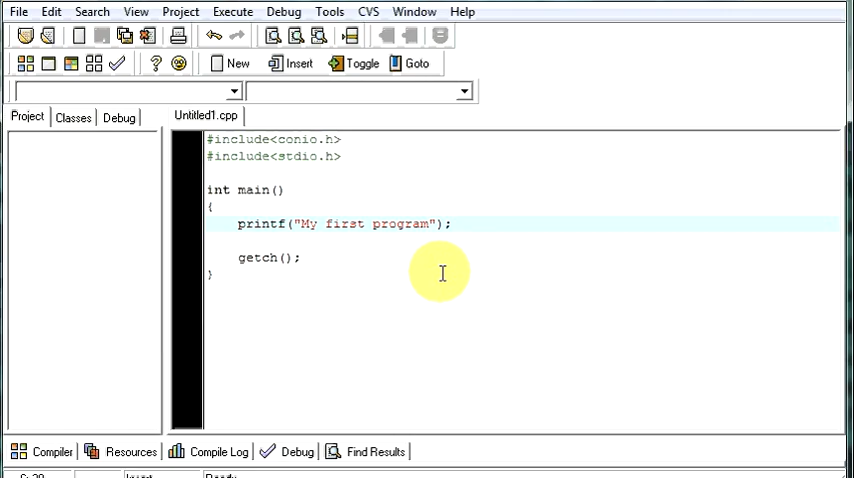 File Edit Search View Project Execute Debug Tools CVS Window Help
New Insert Toggle Goto
Project Classes Debug Untitled1.cpp
#include<conio.h>
#include<stdio.h>
int main()
{
printf("My first program");
getch();
}
Compiler Resources Compile Log Debug Find Results